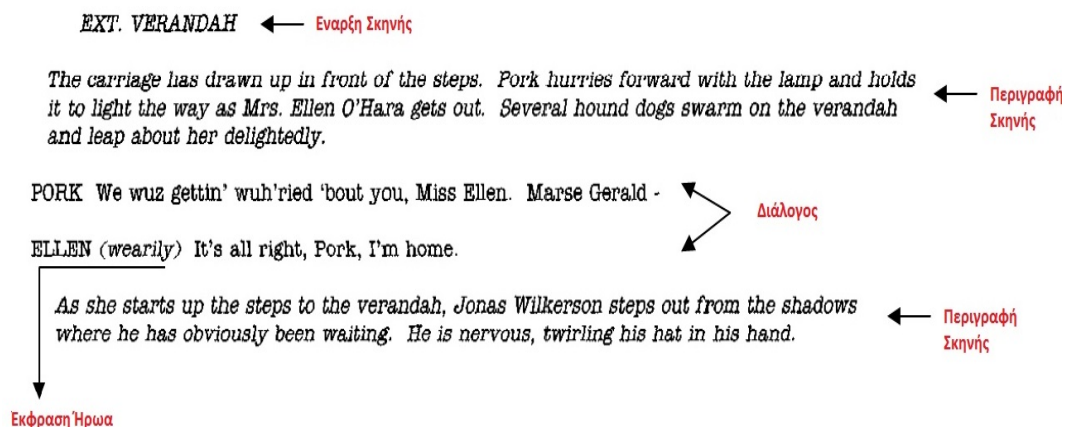 EXT. VERANDAH
Εναρξη Σκηνής
The carriage has drawn up in front of the steps. Pork hurries forward with the lamp and holds
it to light the way as Mrs. Ellen O'Hara gets out. Several hound dogs swarm on the verandah
and leap about her delightedly.
Περιγραφή
Σκηνής
PORK We wuz gettin' wuh'ried 'bout you, Miss Ellen. Marse Gerald -
Διάλογος
ELLEN (wearily) It's all right, Pork, I'm home.
As she starts up the steps to the verandah, Jonas Wilkerson steps out from the shadows
where he has obviously been waiting. He is nervous, twirling his hat in his hand.
Περιγραφή
Σκηνής
Έκφραση Ήρωα